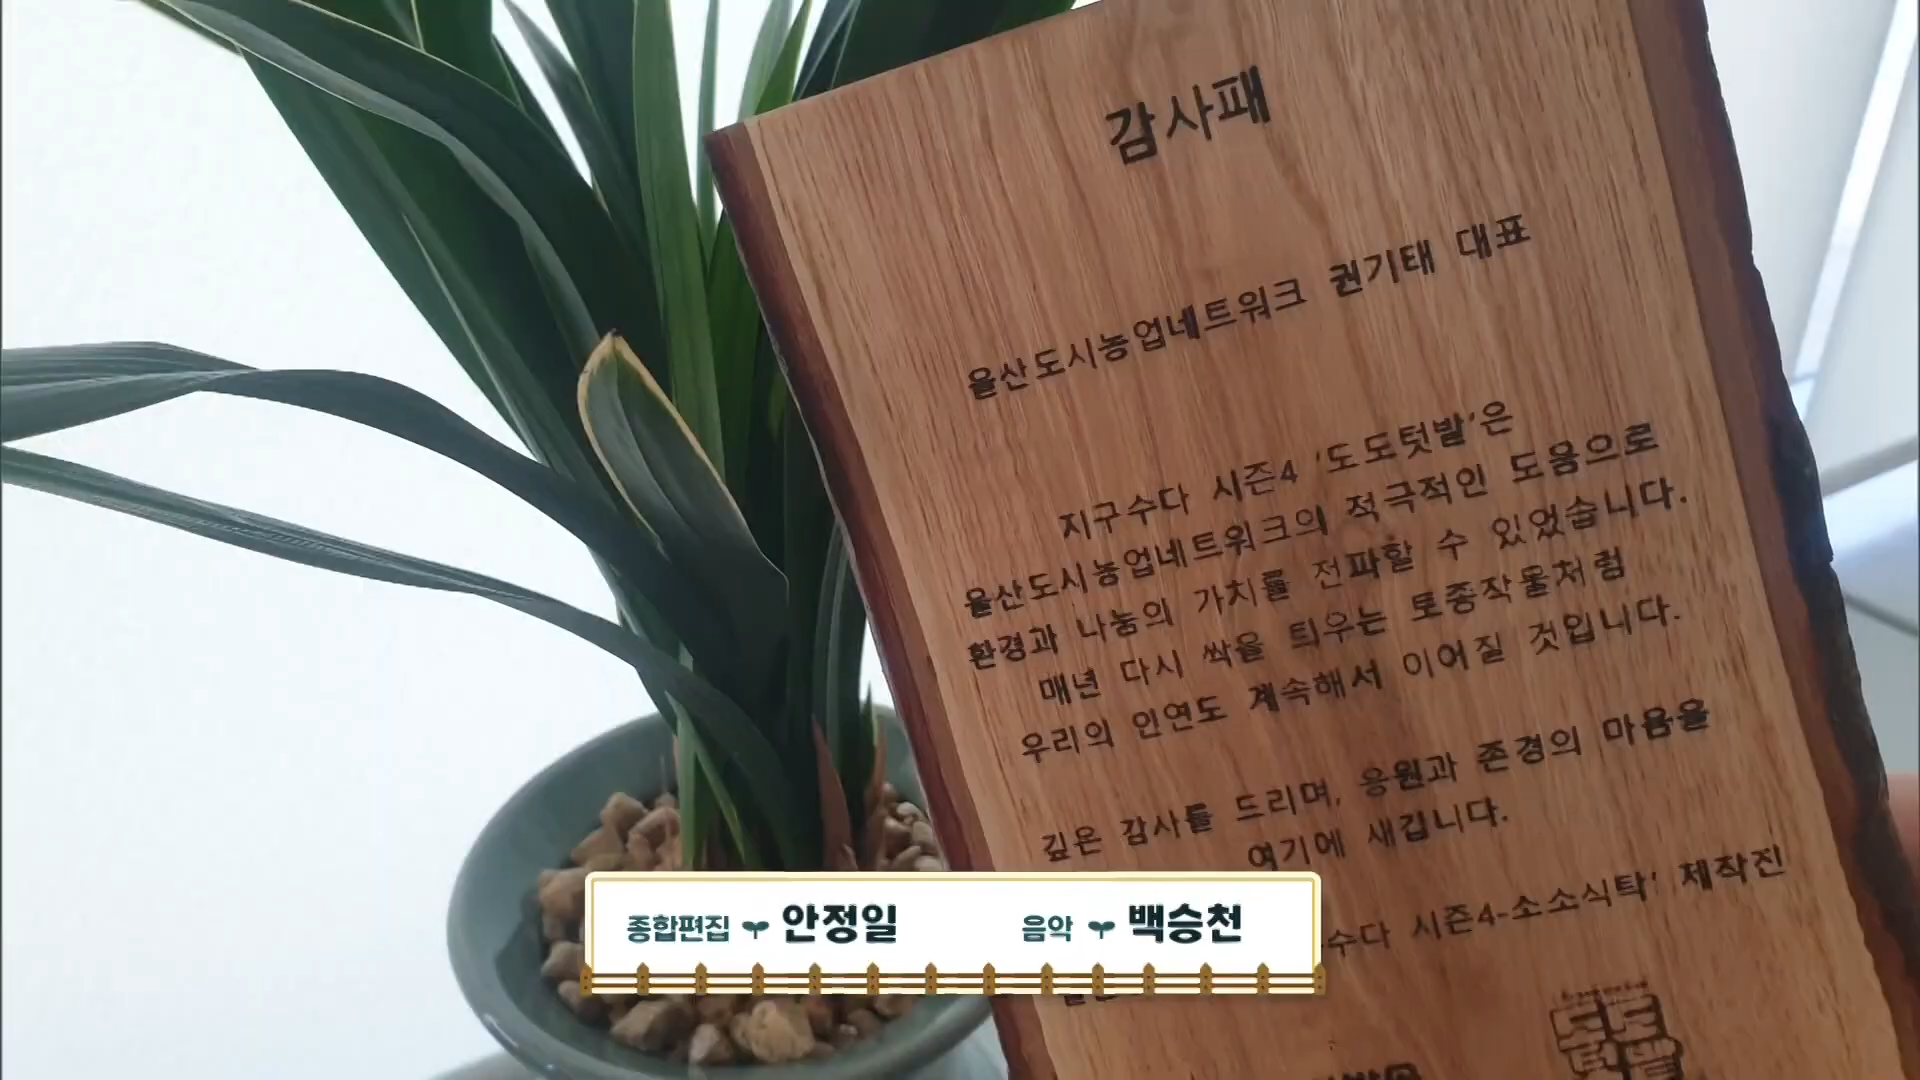 감사패
울산도시농업네트워크 권기태 대표
지구수다 시즌4 '도도텃밭'은
울산도시농업네트워크의 적극적인 도움으로
환경과 나눔의 가치를 전파할 수 있었습니다.
매년 다시 싹을 틔우는 토종작물처럼
우리의 인연도 계속해서 이어질 것입니다.
깊은 감사를 드리며, 응원과 존경의 마음을
여기에 새깁니다.
수다 시즌4-소소식탁' 제작진
종합편집 안정일 음악 백승천
도도
텃밭